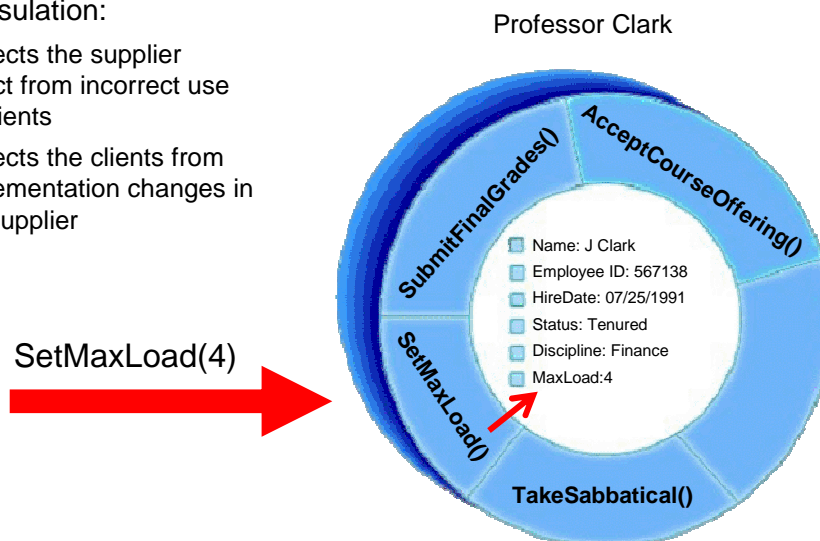 sulation:
ects the supplier
ct from incorrect use
ients
ects the clients from
ementation changes in
upplier
SetMaxLoad(4)
Professor Clark
SubmitFinalGrades()
AcceptCourseOffering()
Name: J Clark
Employee ID: 567138
HireDate: 07/25/1991
Status: Tenured
Discipline: Finance
MaxLoad:4
SetMaxLoad()
TakeSabbatical()